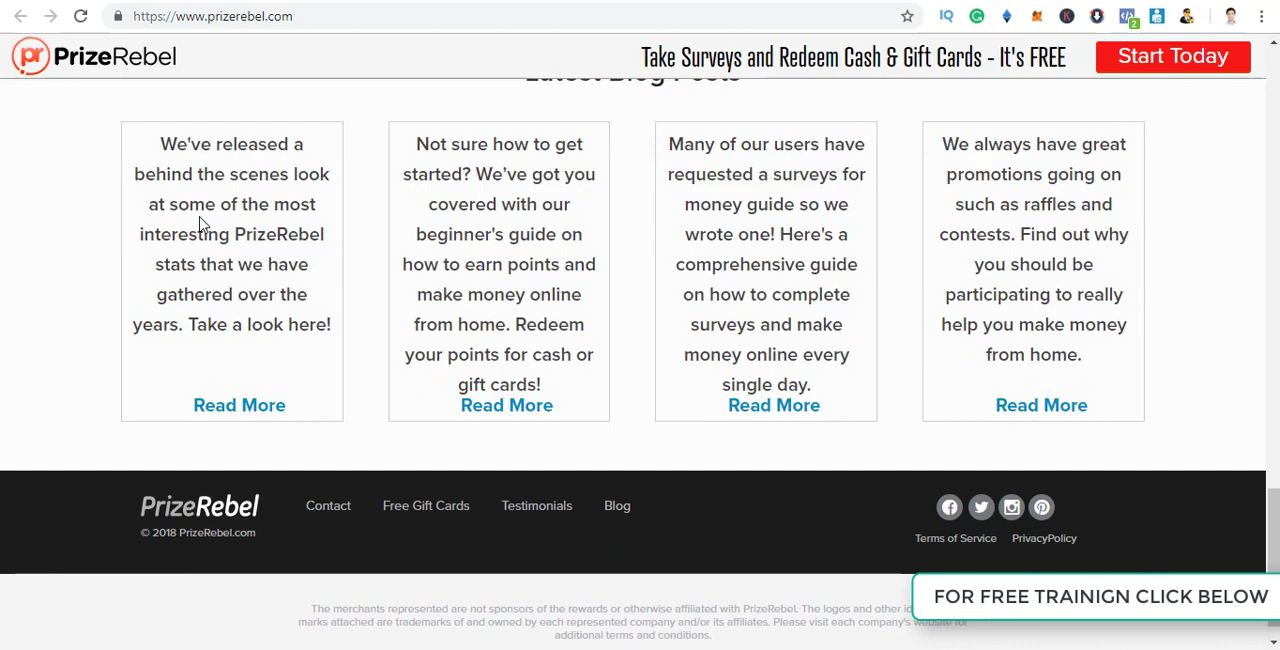 https://www.prizerebel.com
IQ
2
pr PrizeRebel
Take Surveys and Redeem Cash & Gift Cards - It's FREE
Start Today
Latest Blog Posts
We've released a
behind the scenes look
at some of the most
interesting PrizeRebel
stats that we have
gathered over the
years. Take a look here!
Read More
Not sure how to get
started? We've got you
covered with our
beginner's guide on
how to earn points and
make money online
from home. Redeem
your points for cash or
gift cards!
Read More
Many of our users have
requested a surveys for
money guide so we
wrote one! Here's a
comprehensive guide
on how to complete
surveys and make
money online every
single day.
Read More
We always have great
promotions going on
such as raffles and
contests. Find out why
you should be
participating to really
help you make money
from home.
Read More
PrizeRebel
© 2018 PrizeRebel.com
Contact
Free Gift Cards
Testimonials
Blog
Terms of Service
PrivacyPolicy
FOR FREE TRAINIGN CLICK BELOW
The merchants represented are not sponsors of the rewards or otherwise affiliated with PrizeRebel. The logos and other
marks attached are trademarks of and owned by each represented company and/or its affiliates. Please visit each company's website for
additional terms and conditions.